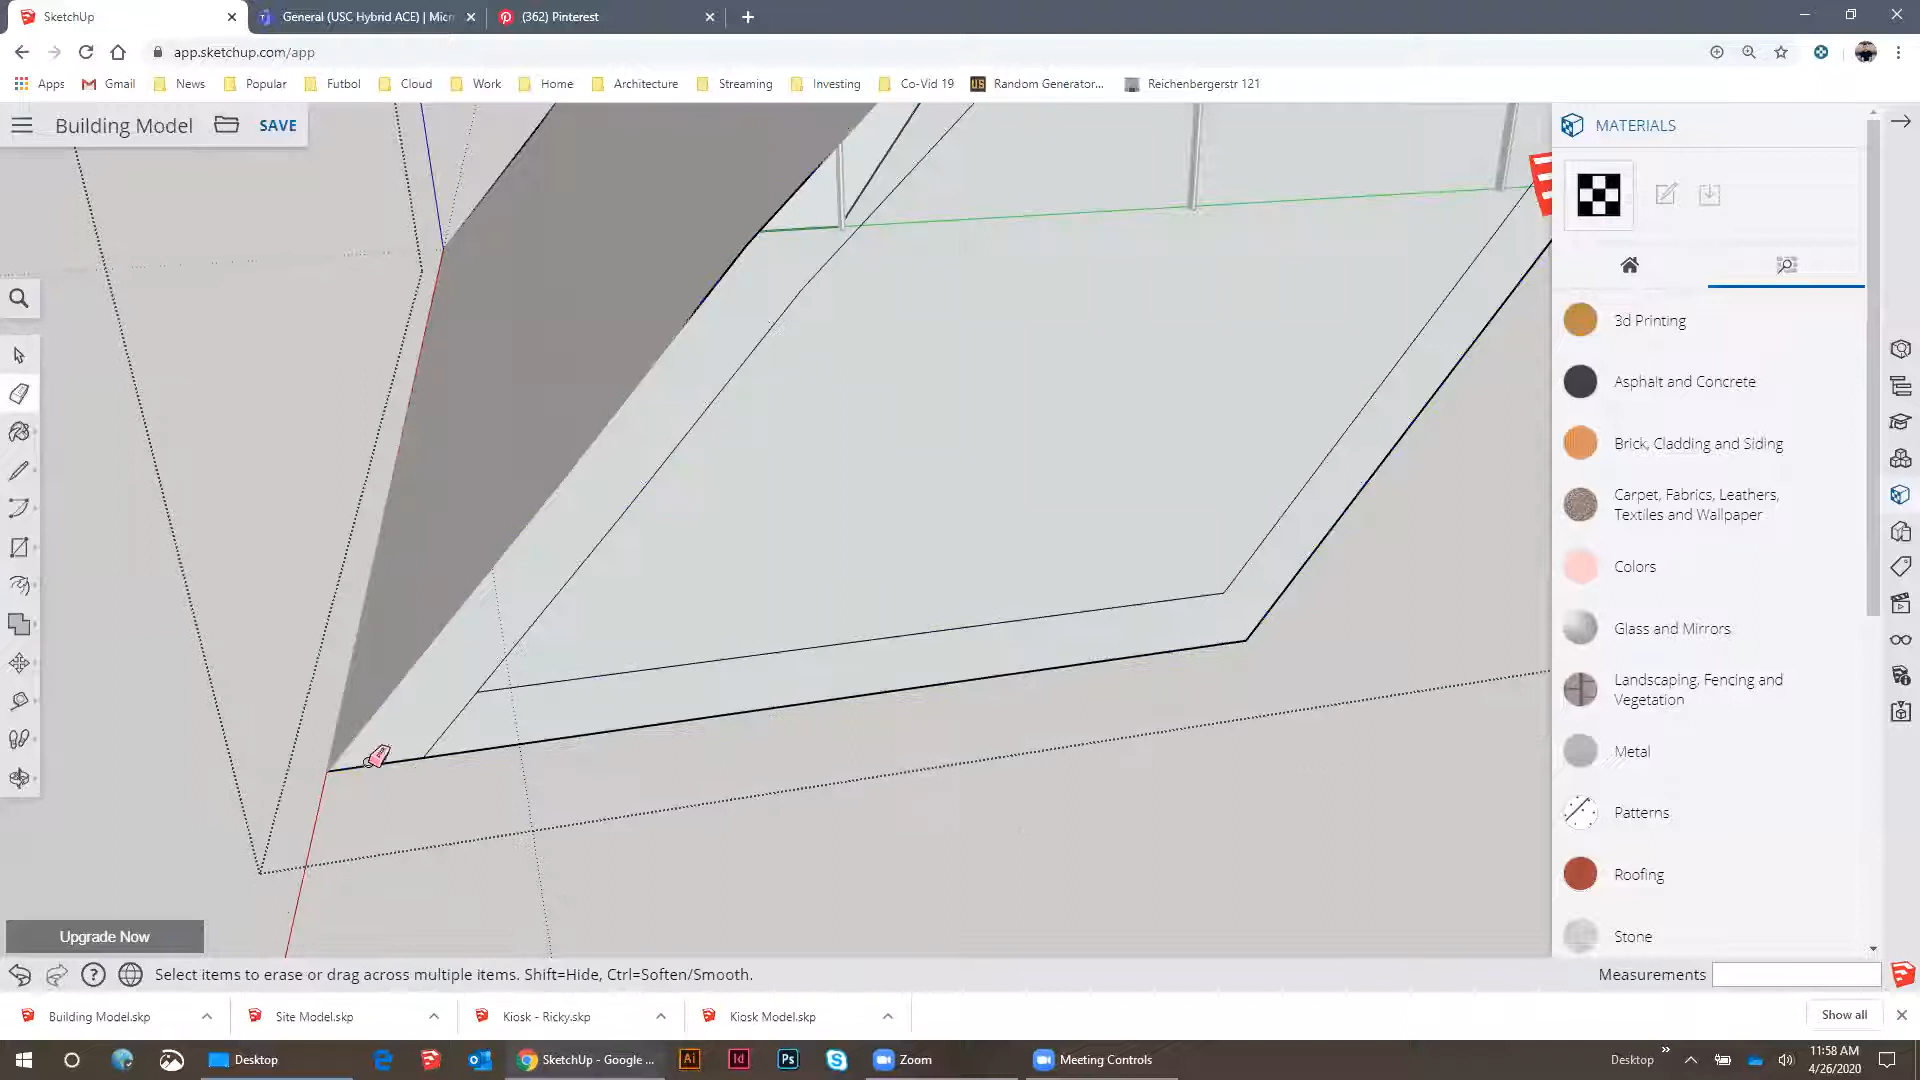 SketchUp
General (USC Hybrid ACE) | Micr
(362) Pinterest
app.sketchup.com/app
Apps
Gmail
News
Popular
Futbol
Cloud
Work
Home
Architecture
Streaming
Investing
Co-Vid 19
Random Generator...
Reichenbergerstr 121
Building Model
SAVE
MATERIALS
3d Printing
Asphalt and Concrete
Brick, Cladding and Siding
Carpet, Fabrics, Leathers,
Textiles and Wallpaper
Colors
Glass and Mirrors
Landscaping, Fencing and
Vegetation
Metal
Patterns
Roofing
Stone
Upgrade Now
Select items to erase or drag across multiple items. Shift=Hide, Ctrl=Soften/Smooth.
Measurements
Building Model.skp
Site Model.skp
Kiosk - Ricky.skp
Kiosk Model.skp
Show all
Desktop
SketchUp - Google ...
Ai
Id
Ps
Zoom
Meeting Controls
Desktop
11:58 AM
4/26/2020